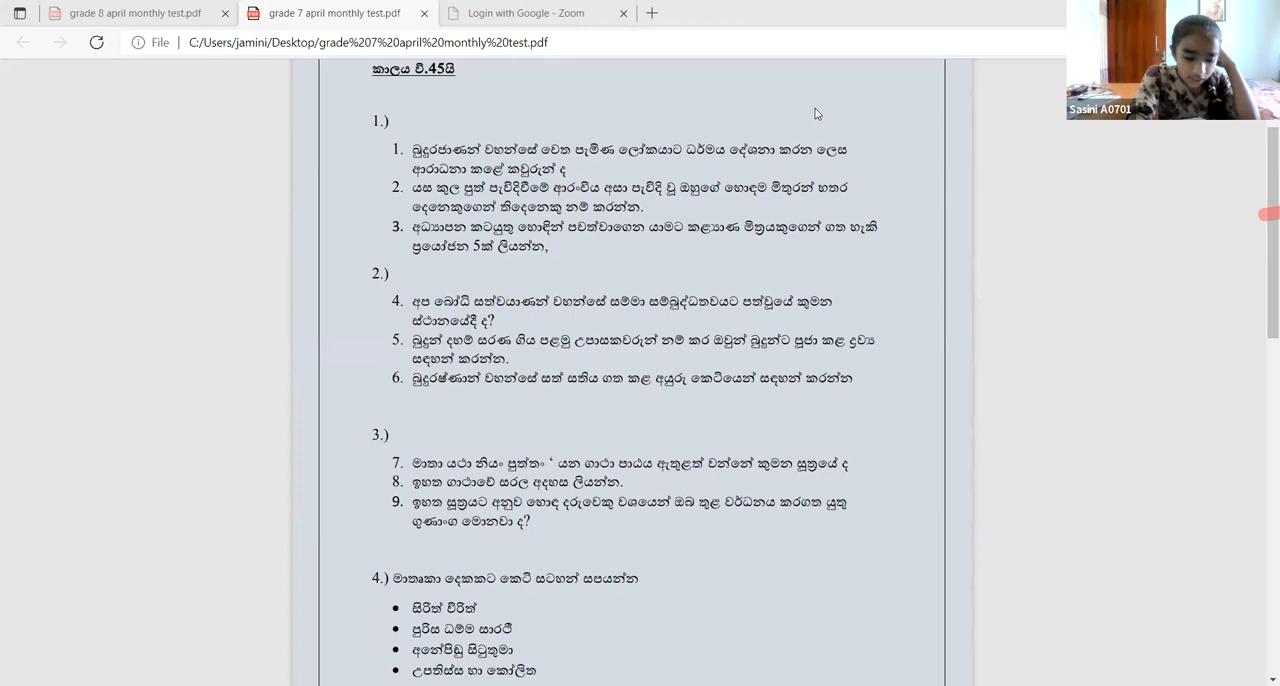 grade 8 april monthly test.pdf
grade 7 april monthly test.pdf
Login with Google - Zoom
File
C:/Users/jamini/Desktop/grade%207%20april%20monthly%20test.pdf
Sasini A0701
කාලය වි.45යි
1.)
1. බුදුරජාණන් වහන්සේ වෙත පැමිණ ලෝකයාට ධර්මය දේශනා කරන ලෙස
ආරාධනා කළේ කවුරුන් ද
2. යස කුල පුත් පැවිදිවීමේ ආරංචිය අසා පැවිදි වූ ඔහුගේ හොඳම මිතුරන් හතර
දෙනෙකුගෙන් තිදෙනෙකු නම් කරන්න.
3. අධ්‍යාපන කටයුතු හොඳින් පවත්වාගෙන යාමට කළ්‍යාණ මිත්‍රයකුගෙන් ගත හැකි
ප්‍රයෝජන 5ක් ලියන්න,
2.)
4. අප බෝධි සත්වයාණන් වහන්සේ සම්මා සම්බුද්ධතවයට පත්වූයේ කුමන
ස්ථානයේදී ද?
5. බුදුන් දහම් සරණ ගිය පළමු උපාසකවරුන් නම් කර ඔවුන් බුදුන්ට පූජා කළ ද්‍රව්‍ය
සඳහන් කරන්න.
6. බුදුරෂ්ණාන් වහන්සේ සත් සතිය ගත කළ අයුරු කෙටියෙන් සඳහන් කරන්න
3.)
7. මාතා යථා නියං පුත්තං ‘ යන ගාථා පාඨය ඇතුළත් වන්නේ කුමන සූත්‍රයේ ද
8. ඉහත ගාථාවේ සරල අදහස ලියන්න.
9. ඉහත සූත්‍රයට අනුව හොඳ දරුවෙකු වශයෙන් ඔබ තුළ වර්ධනය කරගත යුතු
ගුණාංග මොනවා ද?
4.) මාතෘකා දෙකකට කෙටි සටහන් සපයන්න
• සිරිත් විරිත්
• පුරිස ධම්ම සාරථී
• අනේපිඬු සිටුතුමා
• උපතිස්ස හා කෝලිත